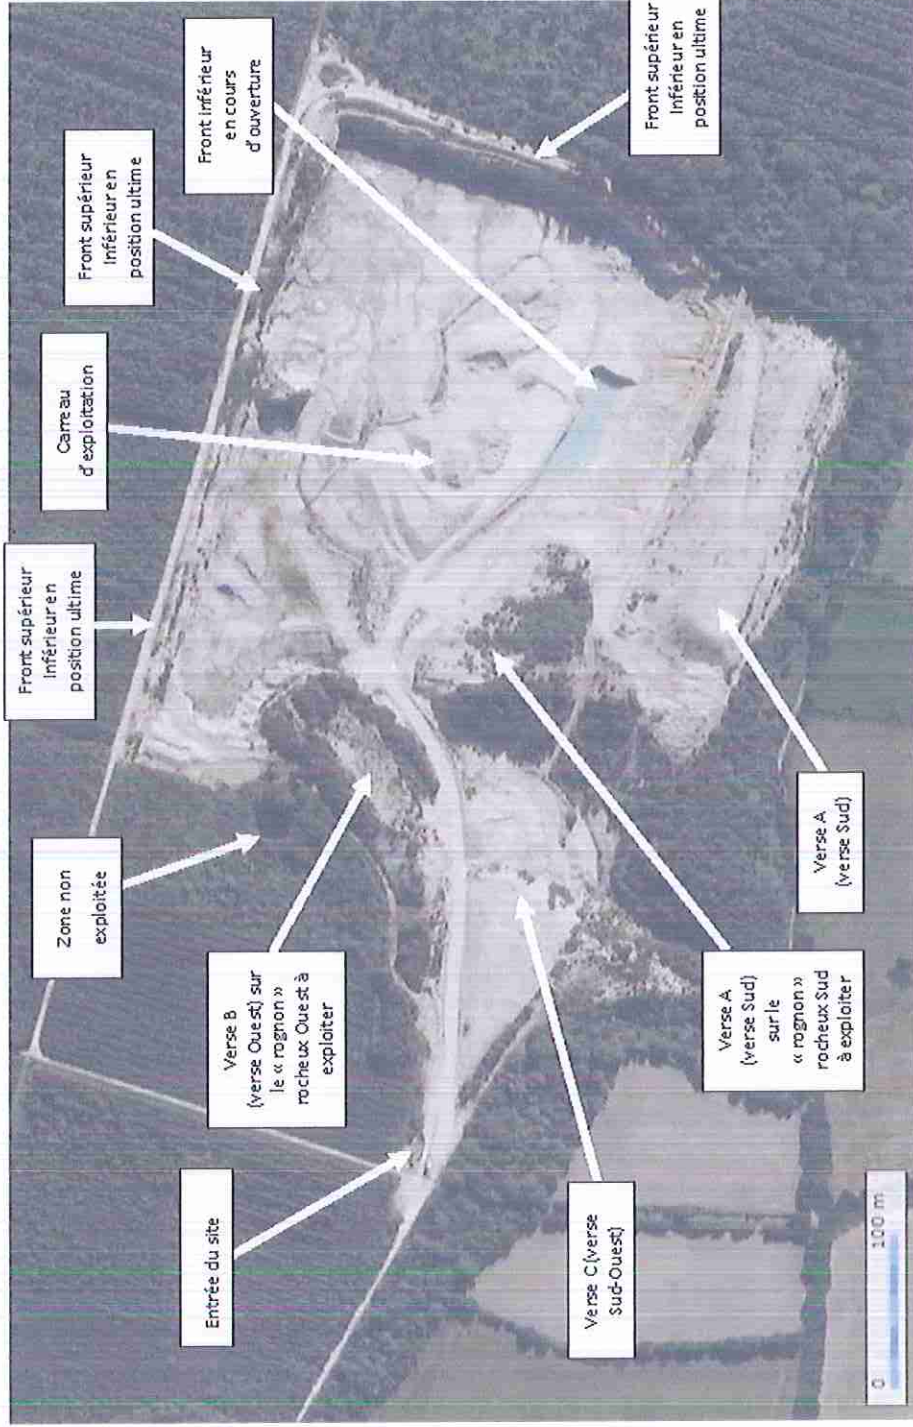 Entrée du site
Zone non
exploitée
Verse B
(verse Ouest) sur
le « rognon »
rocheux Ouest à
exploiter
Front supérieur
Inférieur en
position ultime
Carreau
d'exploitation
Front supérieur
Inférieur en
position ultime
Front inférieur
en cours
d'ouverture
Front supérieur
Inférieur en
position ultime
Verse C (verse
Sud-Ouest)
Verse A
(verse Sud)
sur le
« rognon »
rocheux Sud
à exploiter
Verse A
(verse Sud)
0 100 m